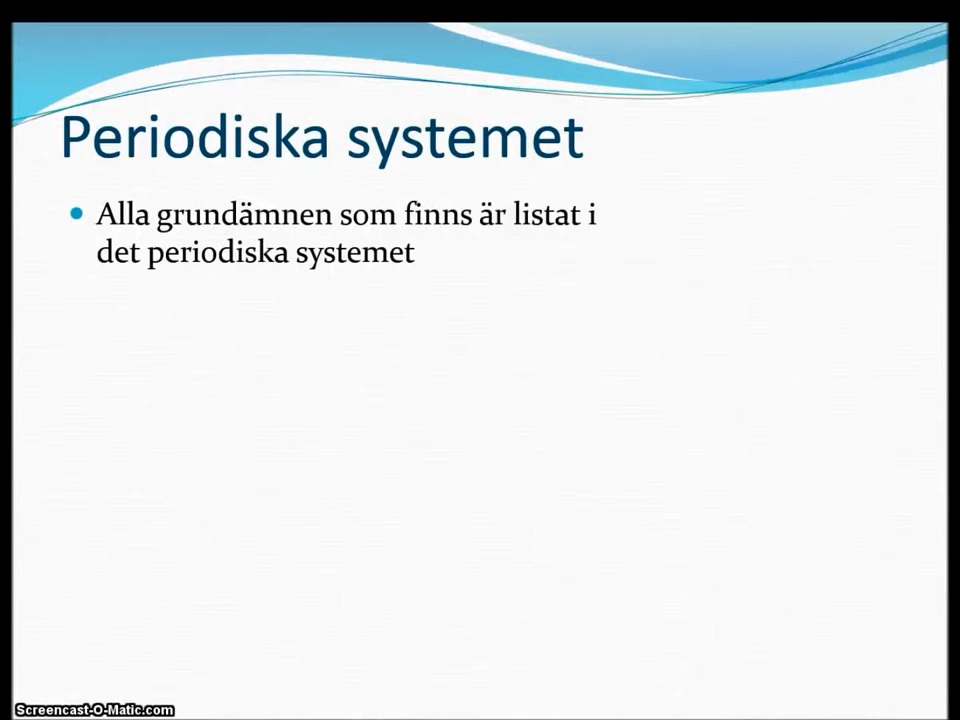 Periodiska systemet
Alla grundämnen som finns är listat i
det periodiska systemet
Screencast-O-Matic.com